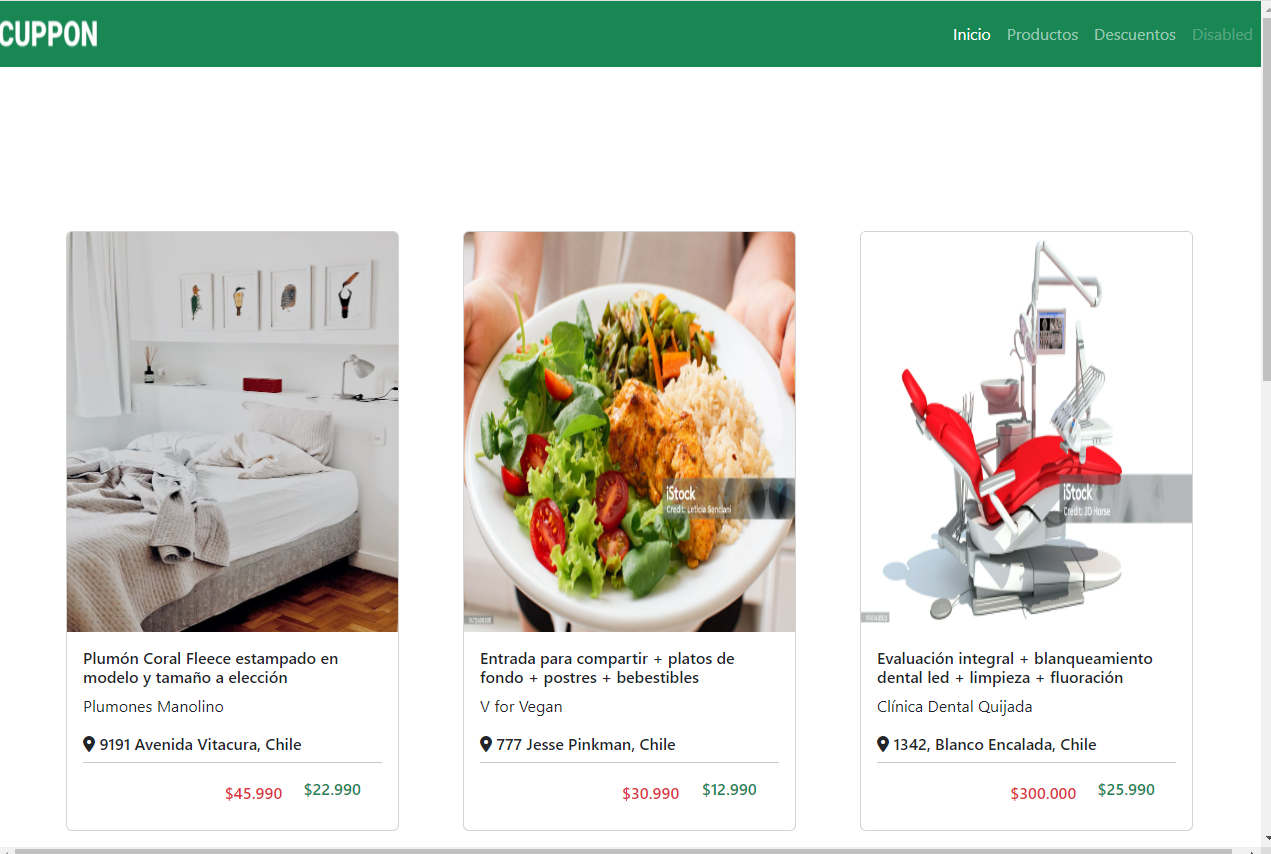 CUPPON
Inicio Productos Descuentos Disabled
iStock
Credit: Leticia Senciani
iStock
Credit: 3D Horse
Plumón Coral Fleece estampado en
modelo y tamaño a elección
Plumones Manolino
9191 Avenida Vitacura, Chile
$45.990 $22.990
Entrada para compartir + platos de
fondo + postres + bebestibles
V for Vegan
777 Jesse Pinkman, Chile
$30.990 $12.990
Evaluación integral + blanqueamiento
dental led + limpieza + fluoración
Clínica Dental Quijada
1342, Blanco Encalada, Chile
$300.000 $25.990